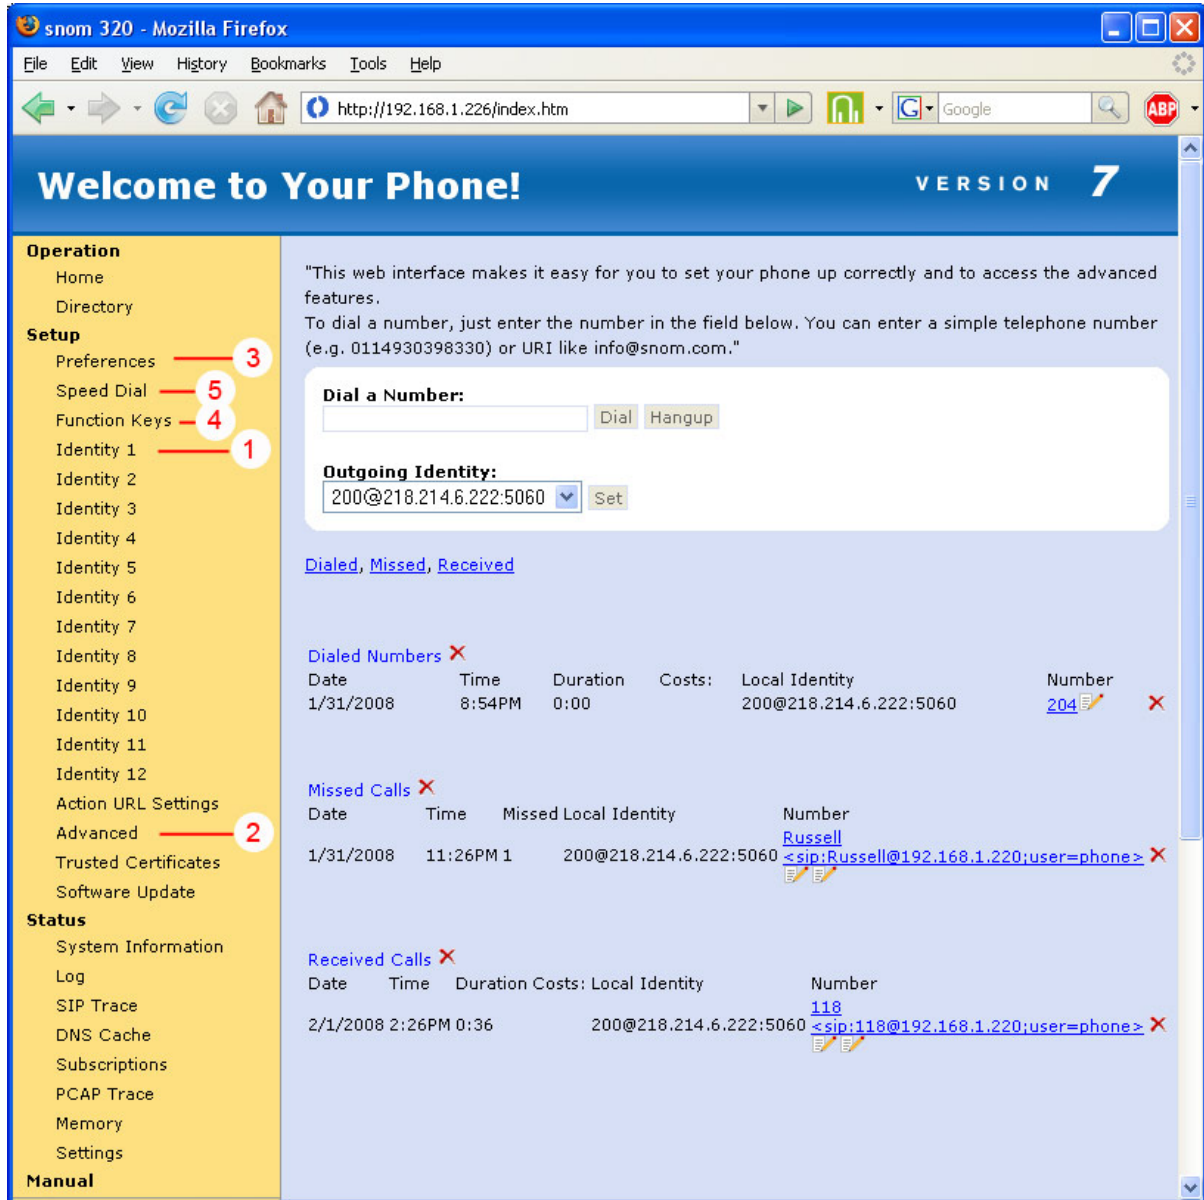 snom 320 - Mozilla Firefox
File Edit View History Bookmarks Tools Help
http://192.168.1.226/index.htm
G Google
ABP
Welcome to Your Phone!
VERSION 7
Operation
Home
Directory
Setup
Preferences 3
Speed Dial 5
Function Keys 4
Identity 1 1
Identity 2
Identity 3
Identity 4
Identity 5
Identity 6
Identity 7
Identity 8
Identity 9
Identity 10
Identity 11
Identity 12
Action URL Settings
Advanced 2
Trusted Certificates
Software Update
Status
System Information
Log
SIP Trace
DNS Cache
Subscriptions
PCAP Trace
Memory
Settings
Manual
"This web interface makes it easy for you to set your phone up correctly and to access the advanced
features.
To dial a number, just enter the number in the field below. You can enter a simple telephone number
(e.g. 0114930398330) or URI like info@snom.com."
Dial a Number:
Dial Hangup
Outgoing Identity:
200@218.214.6.222:5060 Set
Dialed, Missed, Received
Dialed Numbers
Date Time Duration Costs: Local Identity Number
1/31/2008 8:54PM 0:00 200@218.214.6.222:5060 204
Missed Calls
Date Time Missed Local Identity Number
Russell
1/31/2008 11:26PM 1 200@218.214.6.222:5060 <sip:Russell@192.168.1.220;user=phone>
Received Calls
Date Time Duration Costs: Local Identity Number
118
2/1/2008 2:26PM 0:36 200@218.214.6.222:5060 <sip:118@192.168.1.220;user=phone>